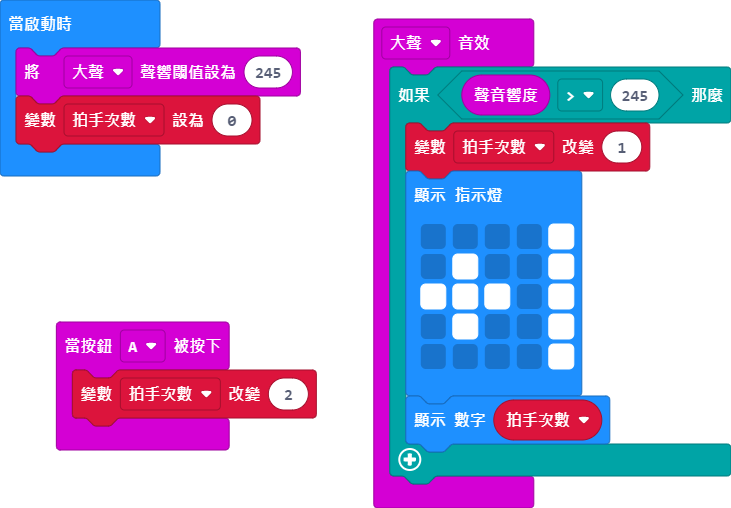 當啟動時
將 大聲 聲響閾值設為 245
變數 拍手次數 設為 0
當按鈕 A 被按下
變數 拍手次數 改變 2
大聲 音效
如果 聲音響度 > 245 那麼
變數 拍手次數 改變 1
顯示 指示燈
顯示 數字 拍手次數